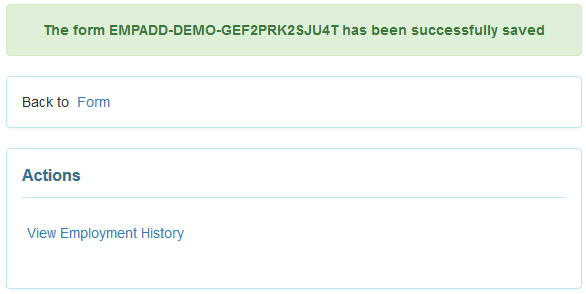 The form EMPADD-DEMO-GEF2PRK2SJU4T has been successfully saved
Back to Form
Actions
View Employment History